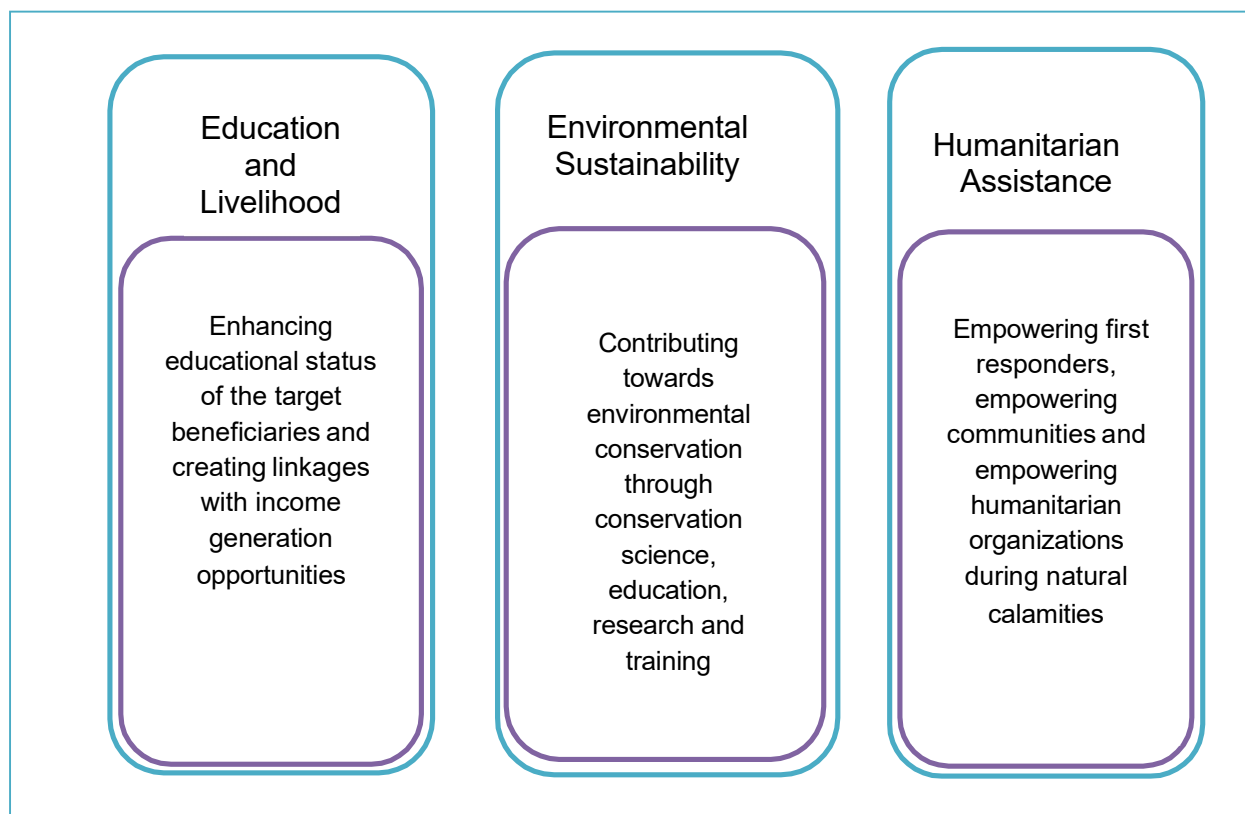 Education
and
Livelihood
Enhancing
educational status
of the target
beneficiaries and
creating linkages
with income
generation
opportunities
Environmental
Sustainability
Contributing
towards
environmental
conservation
through
conservation
science,
education,
research and
training
Humanitarian
Assistance
Empowering first
responders,
empowering
communities and
empowering
humanitarian
organizations
during natural
calamities